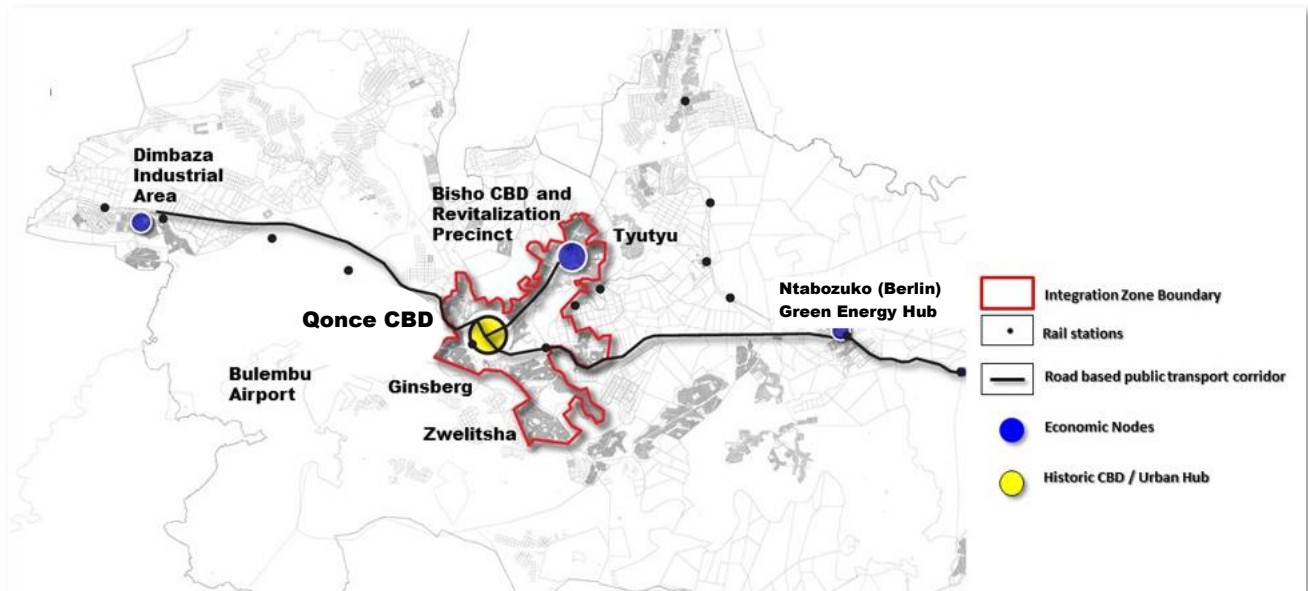 Dimbaza
Industrial
Area
Bisho CBD and
Revitalization
Precinct
Tyutyu
Ntabozuko (Berlin)
Green Energy Hub
Qonce CBD
Bulembu
Airport
Ginsberg
Zwelitsha
Integration Zone Boundary
Rail stations
Road based public transport corridor
Economic Nodes
Historic CBD / Urban Hub